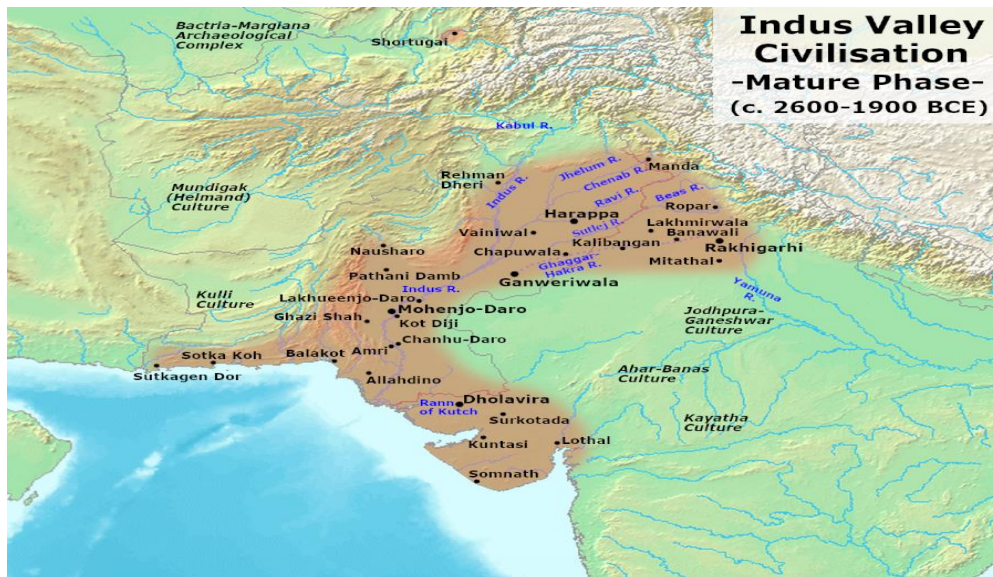 Indus Valley
Civilisation
-Mature Phase-
(c. 2600-1900 BCE)
Bactria-Margiana
Archaeological
Complex
Shortugai
Kabul R.
Mundigak
(Helmand)
Culture
Rehman
Dheri
Indus R.
Jhelum R.
Chenab R.
Ravi R.
Beas R.
Manda
Ropar
Harappa
Sutlej R.
Vainiwal
Lakhmirwala
Kalibangan
Banawali
Rakhigarhi
Nausharo
Chapuwala
Mitathal
Ghaggar-
Hakra R.
Pathani Damb
Ganweriwala
Yamuna
R.
Indus R.
Kulli
Culture
Lakhueenjo-Daro
Mohenjo-Daro
Ghazi Shah
Kot Diji
Jodhpura-
Ganeshwar
Culture
Chanhu-Daro
Amri
Sotka Koh
Balakot
Sutkagen Dor
Allahdino
Ahar-Banas
Culture
Rann
of Kutch
Dholavira
Surkotada
Kayatha
Culture
Kuntasi
Lothal
Somnath